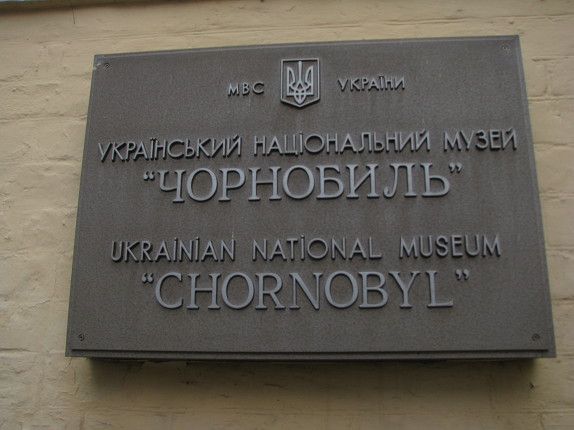 МВС УКРАЇНИ
УКРАЇНСЬКИЙ НАЦІОНАЛЬНИЙ МУЗЕЙ
“ЧОРНОБИЛЬ”
UKRAINIAN NATIONAL MUSEUM
“CHORNOBYL”